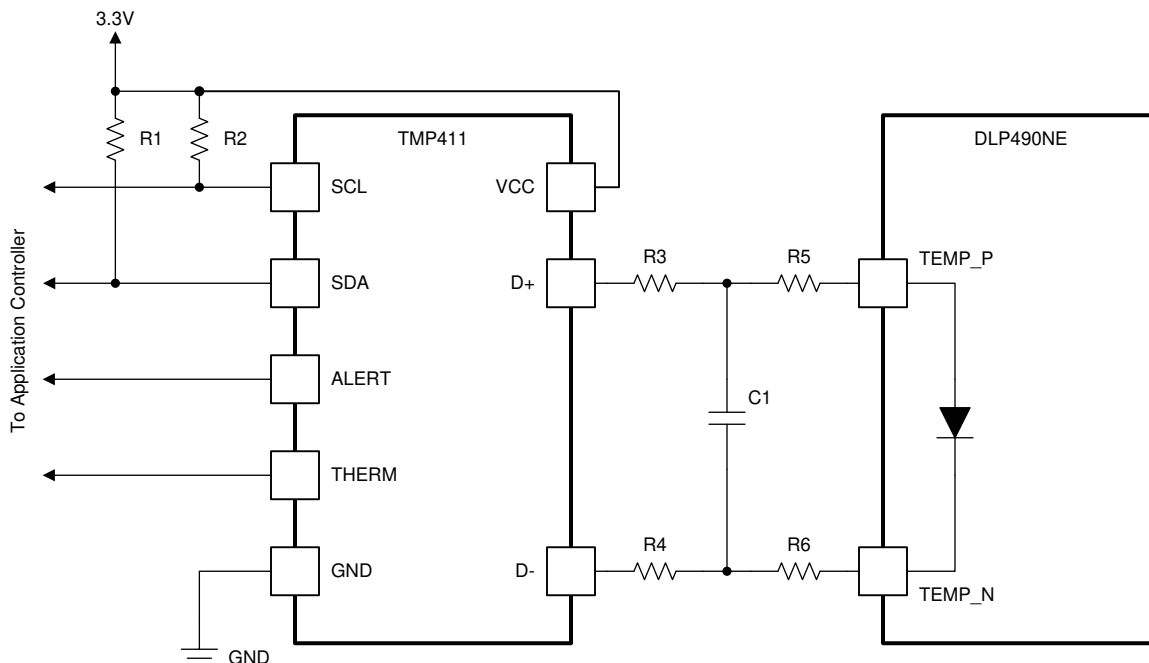 3.3V
R1
R2
TMP411
DLP490NE
SCL
VCC
R3
R5
TEMP_P
SDA
D+
To Application Controller
ALERT
C1
THERM
R4
R6
GND
D-
TEMP_N
GND